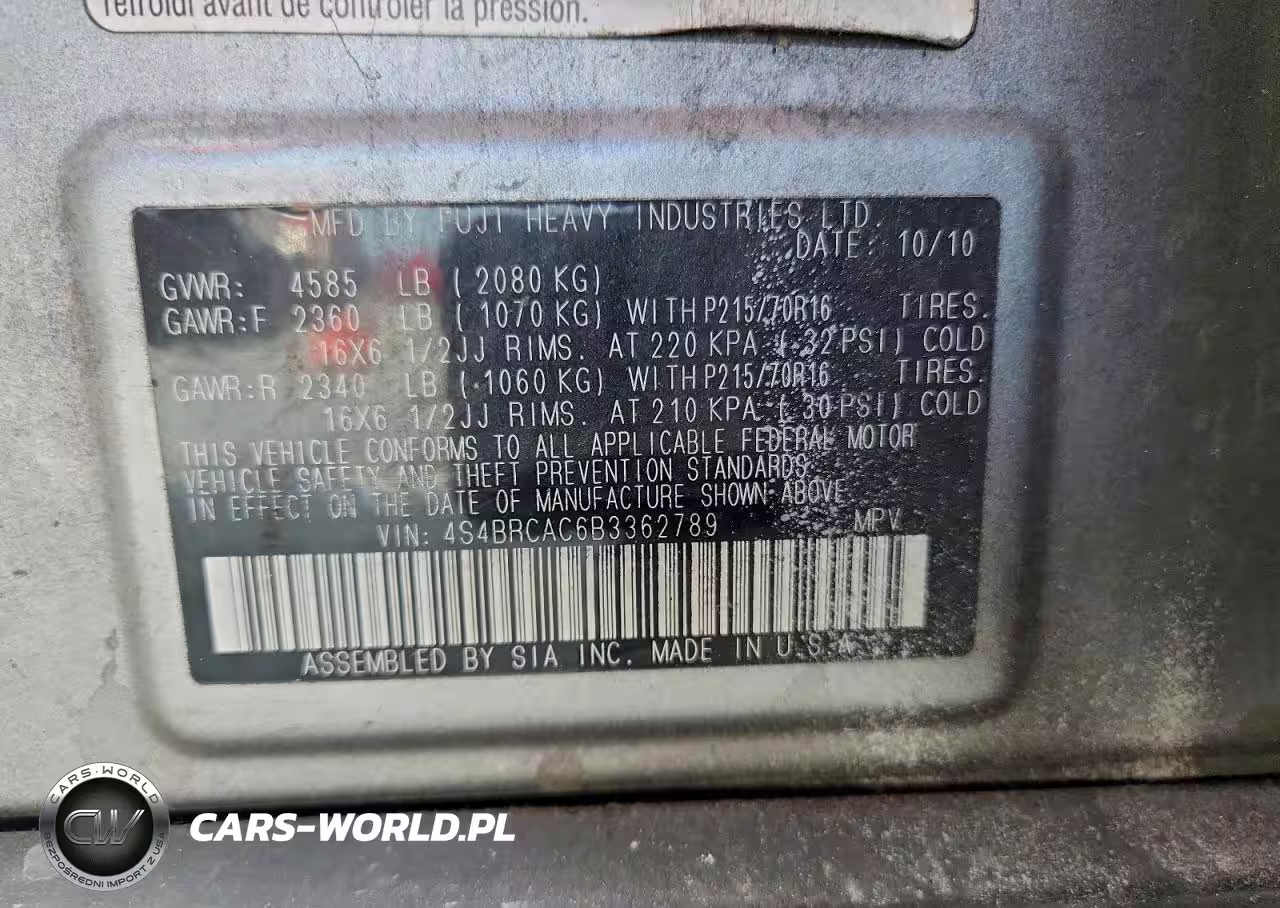 refroidi avant de contrôler la pression.
MFD BY FUJI HEAVY INDUSTRIES LTD.
DATE: 10/10
GVWR: 4585 LB ( 2080 KG)
GAWR:F 2360 LB ( 1070 KG) WITH P215/70R16 TIRES.
16X6 1/2JJ RIMS. AT 220 KPA ( 32 PSI) COLD
GAWR:R 2340 LB ( 1060 KG) WITH P215/70R16 TIRES.
16X6 1/2JJ RIMS. AT 210 KPA ( 30 PSI) COLD
THIS VEHICLE CONFORMS TO ALL APPLICABLE FEDERAL MOTOR
VEHICLE SAFETY AND THEFT PREVENTION STANDARDS
IN EFFECT ON THE DATE OF MANUFACTURE SHOWN ABOVE
VIN: 4S4BRCAC6B3362789 MPV
ASSEMBLED BY SIA INC. MADE IN U.S.A.
CARS-WORLD
CW
BEZPOŚREDNI IMPORT Z USA
CARS-WORLD.PL